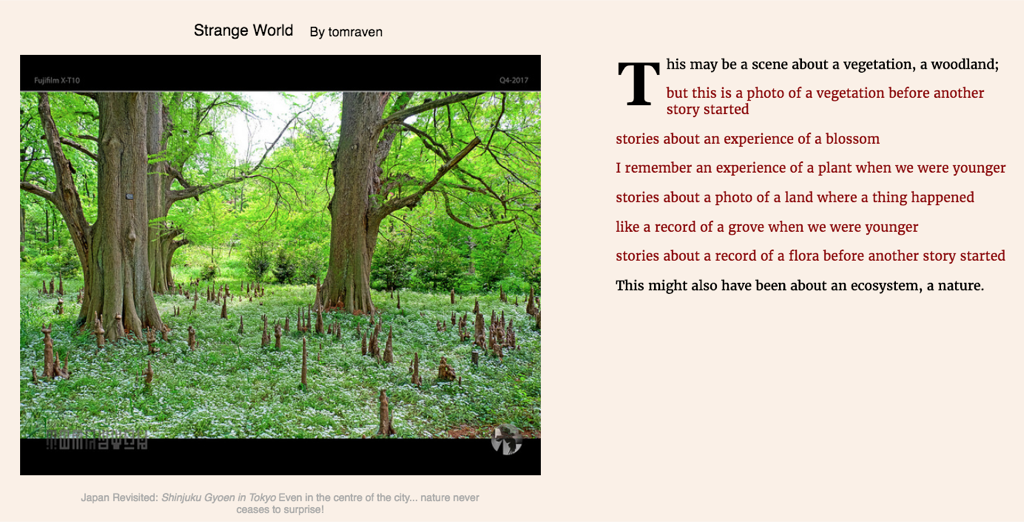 Strange World By tomraven
Fujifilm X-T10
Q4-2017
Japan Revisited: Shinjuku Gyoen in Tokyo Even in the centre of the city... nature never
ceases to surprise!
This may be a scene about a vegetation, a woodland;
but this is a photo of a vegetation before another
story started
stories about an experience of a blossom
I remember an experience of a plant when we were younger
stories about a photo of a land where a thing happened
like a record of a grove when we were younger
stories about a record of a flora before another story started
This might also have been about an ecosystem, a nature.